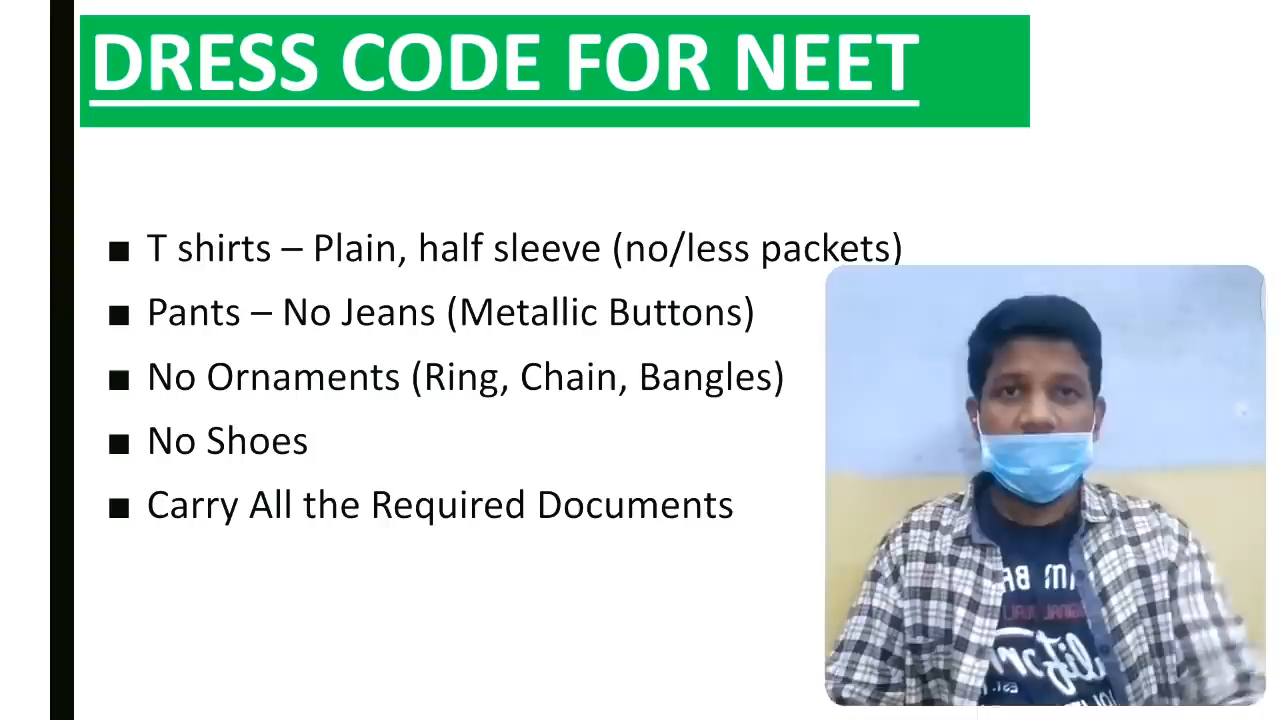 DRESS CODE FOR NEET
■ T shirts – Plain, half sleeve (no/less packets)
■ Pants – No Jeans (Metallic Buttons)
■ No Ornaments (Ring, Chain, Bangles)
■ No Shoes
■ Carry All the Required Documents